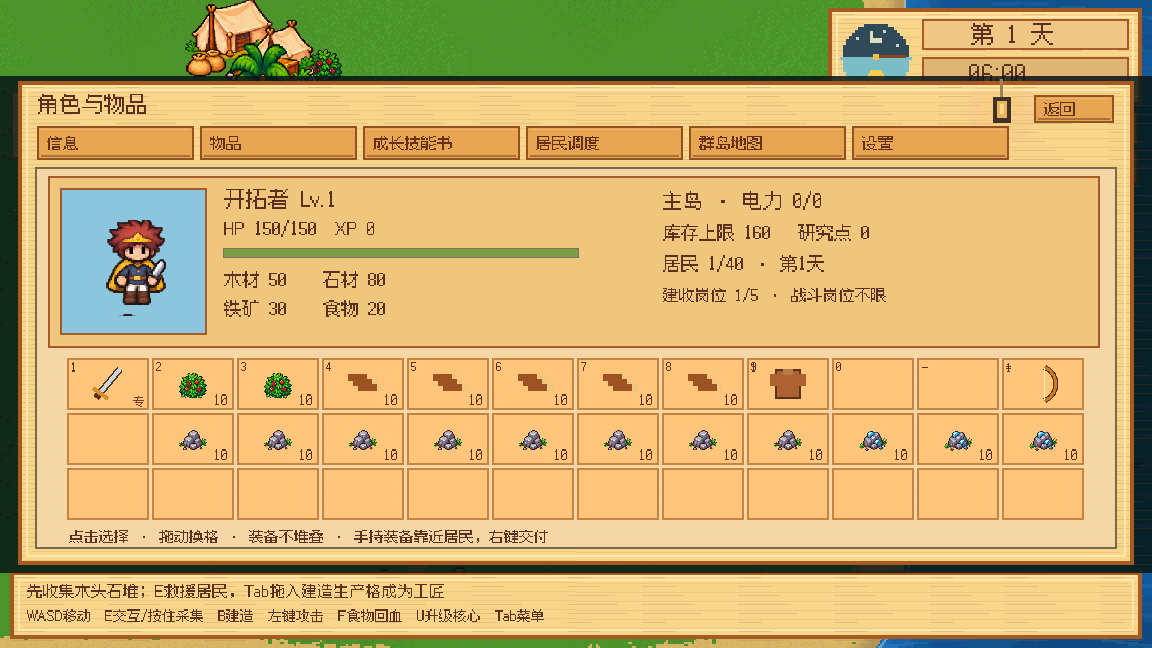 第 1 天
06:00
角色与物品
返回
信息 物品 成长技能书 居民调度 群岛地图 设置
开拓者 Lv.1
HP 150/150 XP 0
木材 50 石材 80
铁矿 30 食物 20
主岛 · 电力 0/0
库存上限 160 研究点 0
居民 1/40 · 第1天
建收岗位 1/5 · 战斗岗位不限
1 2 3 4 5 6 7 8 9 0 -
专 10 10 10 10 10 10 10
10 10 10 10 10 10 10 10 10 10 10
点击选择 · 拖动换格 · 装备不堆叠 · 手持装备靠近居民，右键交付
先收集木头石堆；E救援居民，Tab拖入建造生产格成为工匠
WASD移动 E交互/按住采集 B建造 左键攻击 F食物回血 U升级核心 Tab菜单